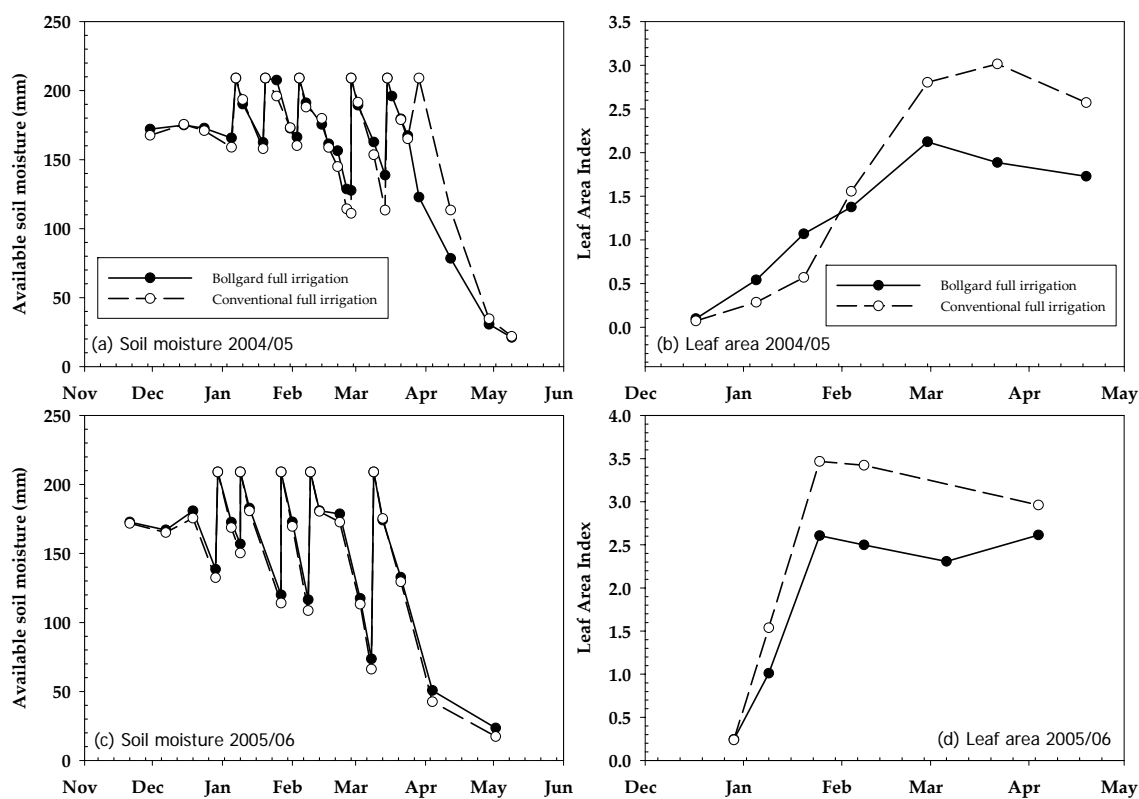 Available soil moisture (mm)
250
200
150
100
50
0
Bollgard full irrigation
Conventional full irrigation
(a) Soil moisture 2004/05
Nov Dec Jan Feb Mar Apr May Jun
Leaf Area Index
3.5
3.0
2.5
2.0
1.5
1.0
0.5
0.0
Bollgard full irrigation
Conventional full irrigation
(b) Leaf area 2004/05
Dec Jan Feb Mar Apr May
Available soil moisture (mm)
250
200
150
100
50
0
(c) Soil moisture 2005/06
Nov Dec Jan Feb Mar Apr May Jun
Leaf Area Index
4.0
3.5
3.0
2.5
2.0
1.5
1.0
0.5
0.0
(d) Leaf area 2005/06
Dec Jan Feb Mar Apr May